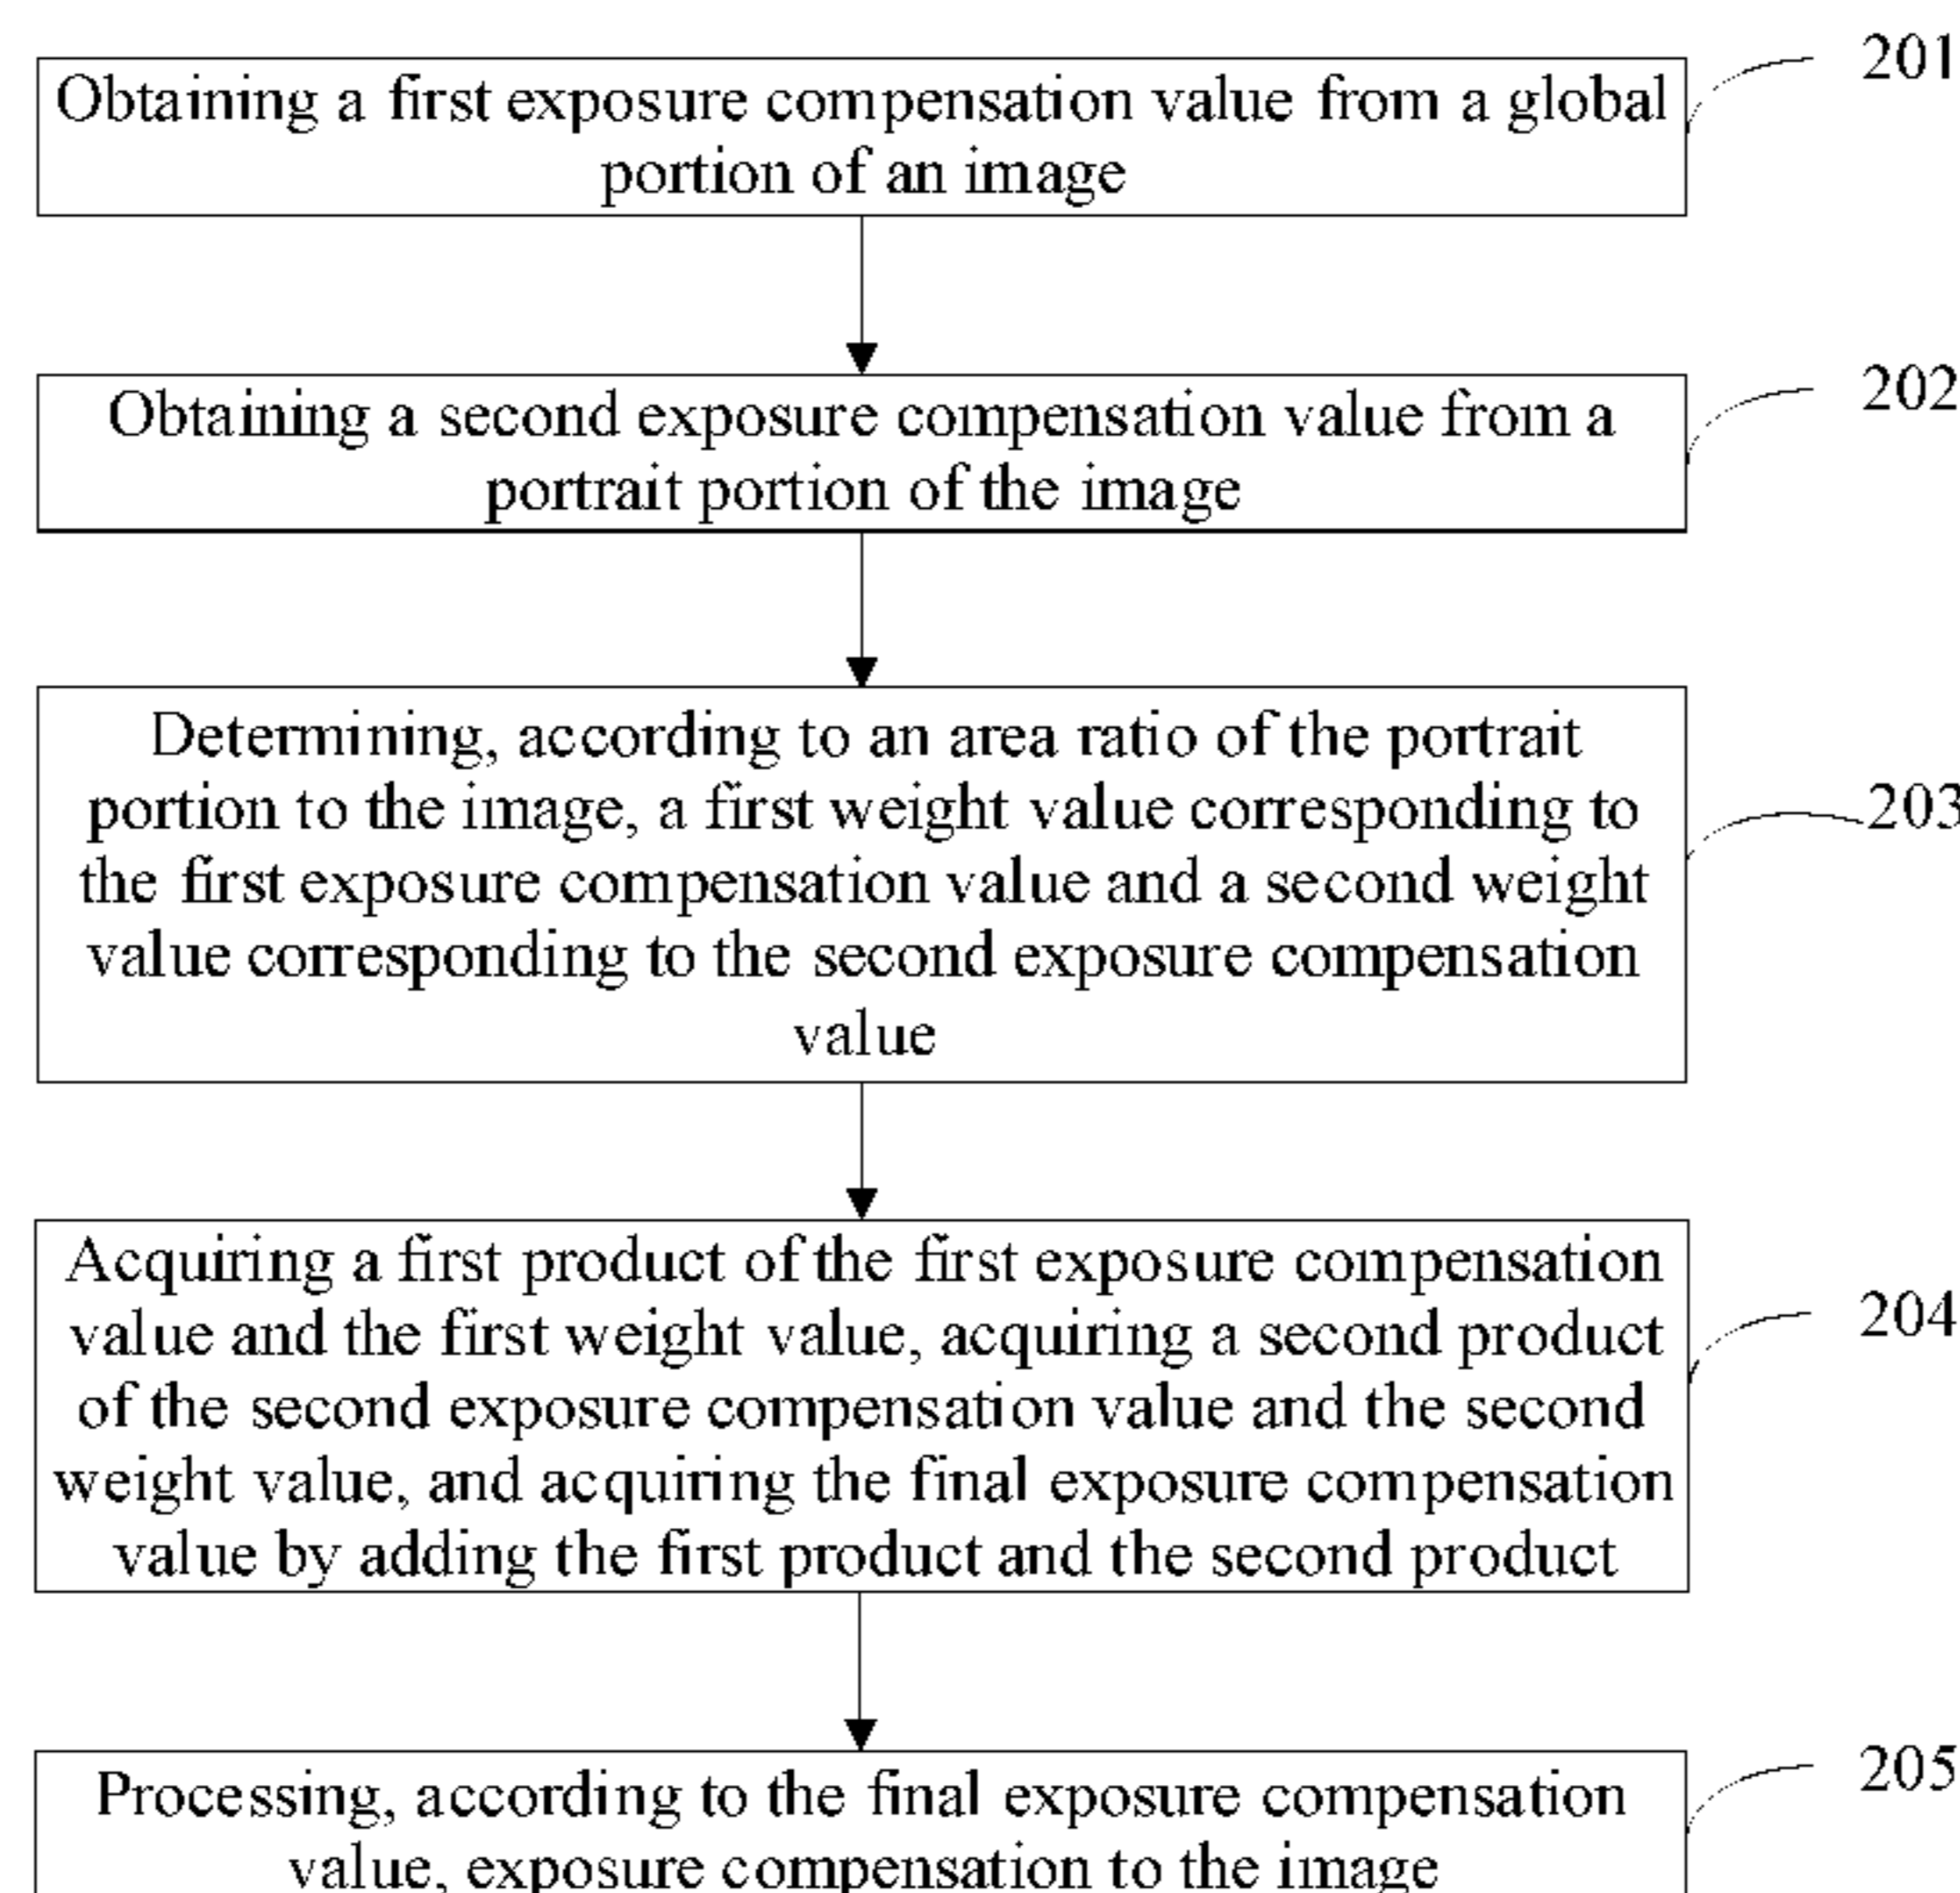 201
Obtaining a first exposure compensation value from a global
portion of an image
202
Obtaining a second exposure compensation value from a
portrait portion of the image
Determining, according to an area ratio of the portrait
portion to the image, a first weight value corresponding to
203
the first exposure compensation value and a second weight
value corresponding to the second exposure compensation
value
Acquiring a first product of the first exposure compensation
value and the first weight value, acquiring a second product
204
of the second exposure compensation value and the second
weight value, and acquiring the final exposure compensation
value by adding the first product and the second product
205
Processing, according to the final exposure compensation
value, exposure compensation to the image